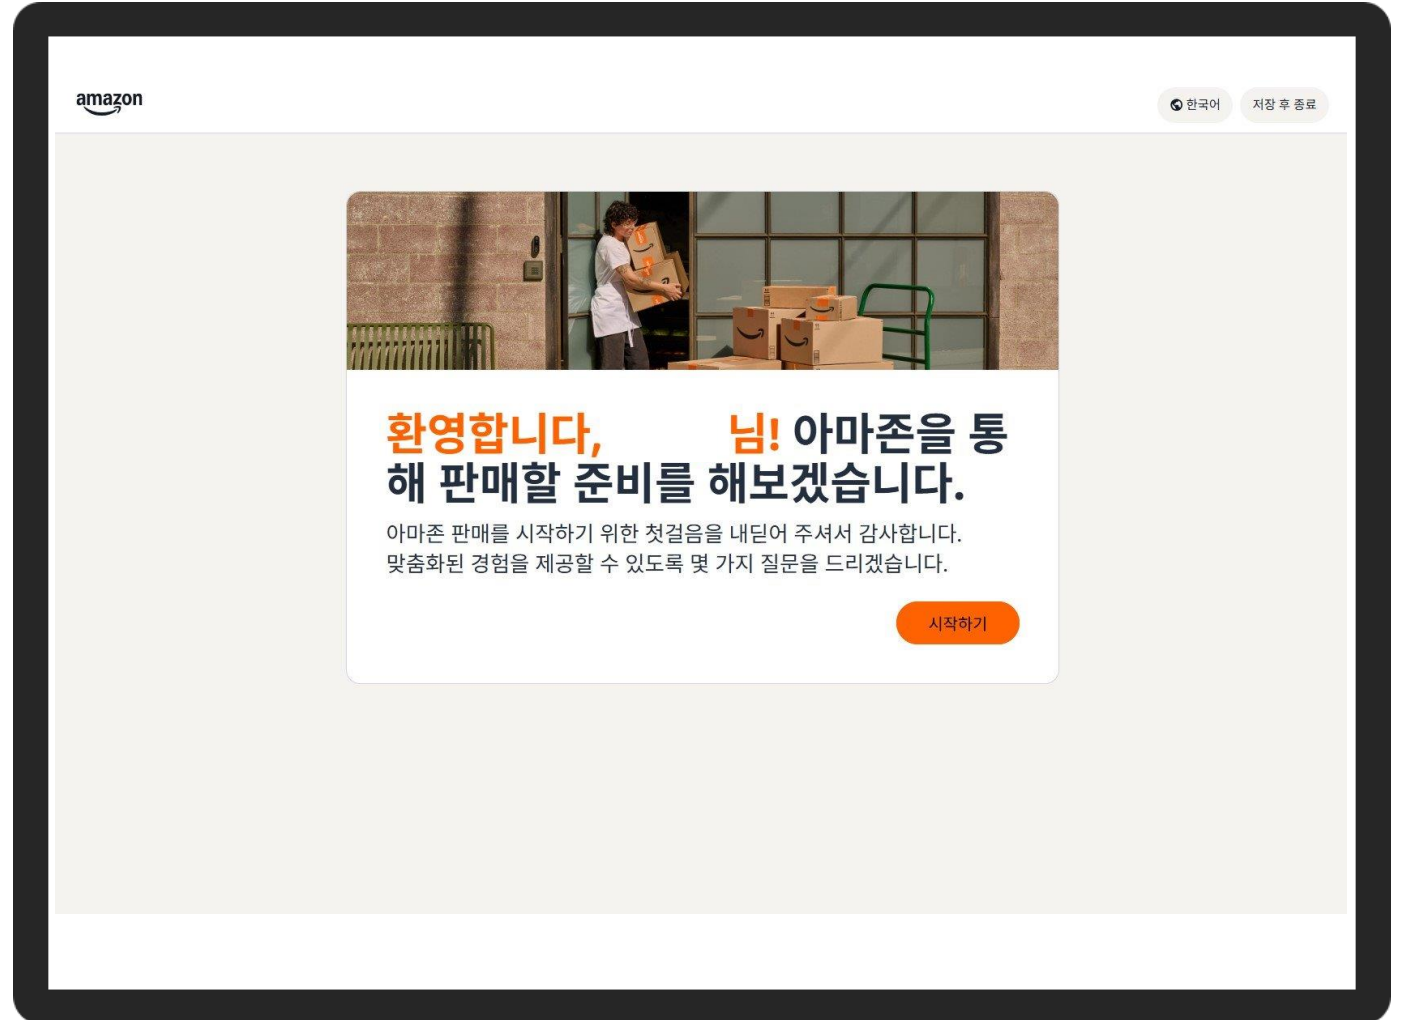 amazon
한국어
저장 후 종료
환영합니다, 님! 아마존을 통
해 판매할 준비를 해보겠습니다.
아마존 판매를 시작하기 위한 첫걸음을 내딛어 주셔서 감사합니다.
맞춤화된 경험을 제공할 수 있도록 몇 가지 질문을 드리겠습니다.
시작하기